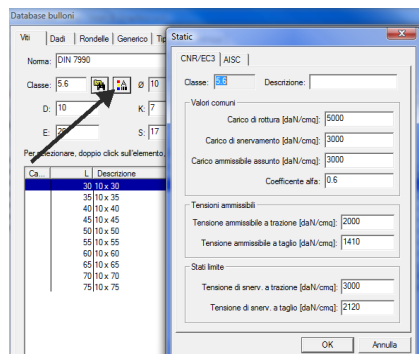 Database bulloni
Viti Dadi Rondelle Generico
Norma: DIN 7990
Classe: 5.6 ø 10
D: 10 K: 7
E: S: 17
Per selezionare, doppio click sull'elemento,
Ca... L Descrizione
30 10 x 30
35 10 x 35
40 10 x 40
45 10 x 45
50 10 x 50
55 10 x 55
60 10 x 60
65 10 x 65
70 10 x 70
75 10 x 75
Static
CNR/EC3 AISC
Classe: 5.6 Descrizione:
Valori comuni
Carico di rottura [daN/cmq]: 5000
Carico di snervamento [daN/cmq]: 3000
Carico ammissibile assunto [daN/cmq]: 3000
Coefficente alfa: 0.6
Tensioni ammissibili
Tensione ammissibile a trazione [daN/cmq]: 2000
Tensione ammissibile a taglio [daN/cmq]: 1410
Stati limite
Tensione di snerv. a trazione [daN/cmq]: 3000
Tensione di snerv. a taglio [daN/cmq]: 2120
OK Annulla